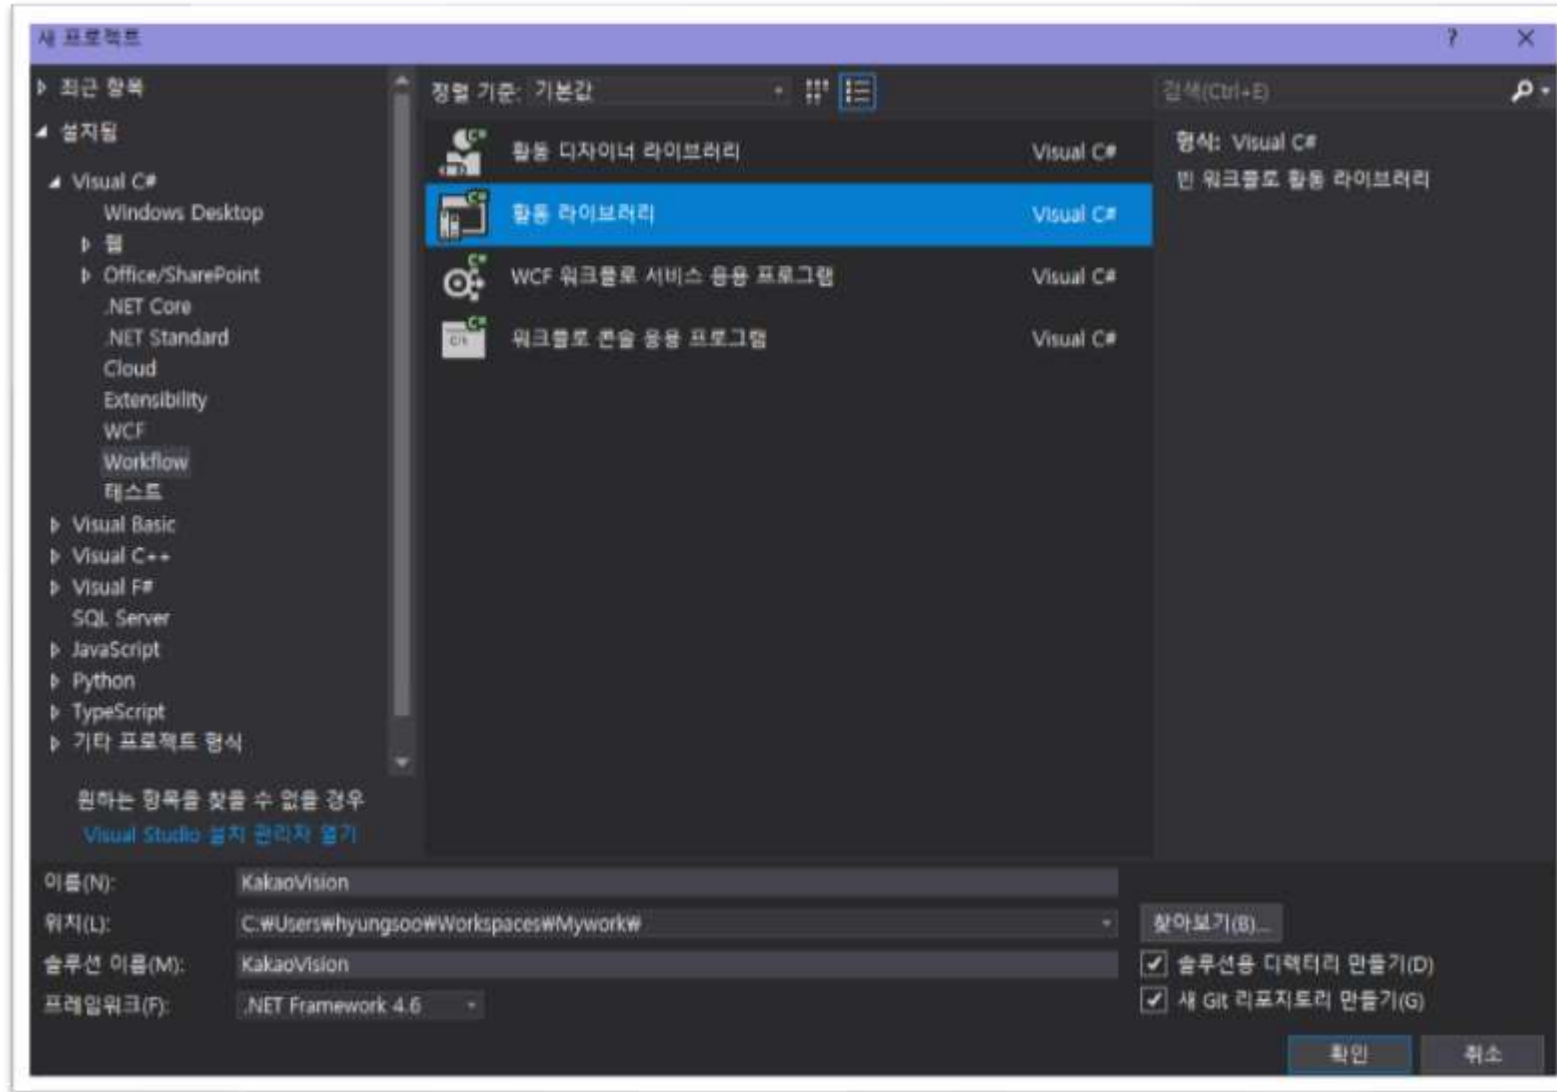 새 프로젝트
최근 항목
설치됨
Visual C#
Windows Desktop
웹
Office/SharePoint
.NET Core
.NET Standard
Cloud
Extensibility
WCF
Workflow
테스트
Visual Basic
Visual C++
Visual F#
SQL Server
JavaScript
Python
TypeScript
기타 프로젝트 형식
원하는 항목을 찾을 수 없을 경우
Visual Studio 설치 관리자 열기
정렬 기준: 기본값
활동 디자이너 라이브러리 Visual C#
활동 라이브러리 Visual C#
WCF 워크플로 서비스 응용 프로그램 Visual C#
워크플로 콘솔 응용 프로그램 Visual C#
검색(Ctrl+E)
형식: Visual C#
빈 워크플로 활동 라이브러리
이름(N): KakaoVision
위치(L): C:₩Users₩hyungsoo₩Workspaces₩Mywork₩ 찾아보기(B)...
솔루션 이름(M): KakaoVision 솔루션용 디렉터리 만들기(D)
프레임워크(F): .NET Framework 4.6 새 Git 리포지토리 만들기(G)
확인 취소